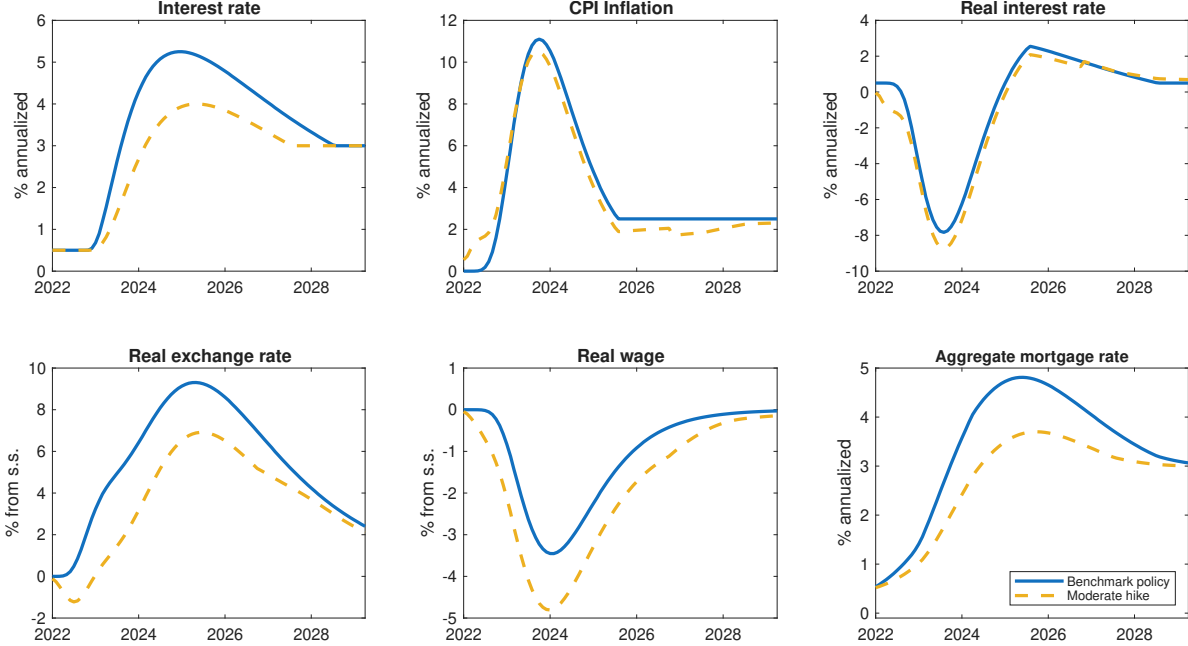 Interest rate
% annualized
6
5
4
3
2
1
0
2022 2024 2026 2028
CPI Inflation
% annualized
12
10
8
6
4
2
0
2022 2024 2026 2028
Real interest rate
% annualized
4
2
0
-2
-4
-6
-8
-10
2022 2024 2026 2028
Real exchange rate
% from s.s.
10
8
6
4
2
0
-2
2022 2024 2026 2028
Real wage
% from s.s.
1
0
-1
-2
-3
-4
-5
2022 2024 2026 2028
Aggregate mortgage rate
% annualized
5
4
3
2
1
0
Benchmark policy
Moderate hike
2022 2024 2026 2028